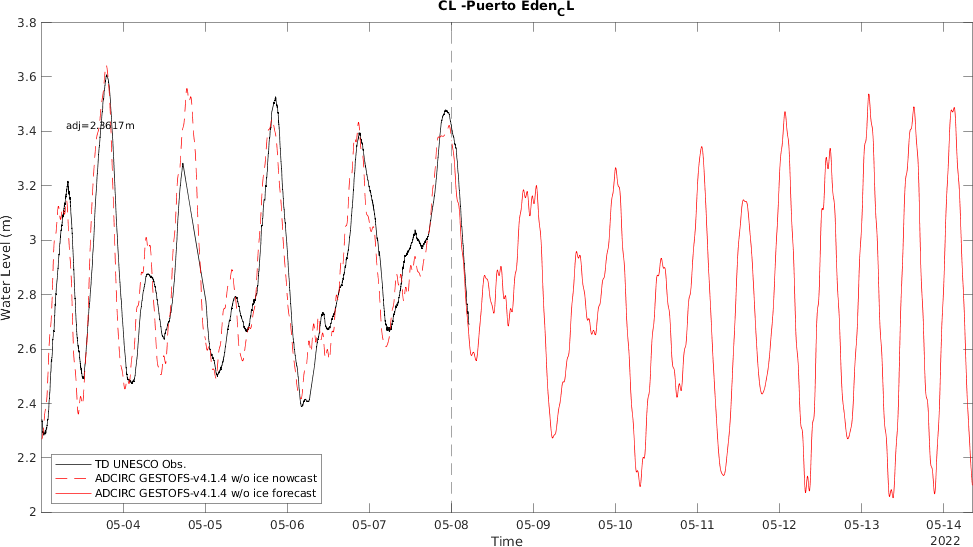 CL -Puerto Eden_CL
3.8
3.6
3.4
3.2
3
2.8
2.6
2.4
2.2
2
Water Level (m)
adj=2.3617m
TD UNESCO Obs.
ADCIRC GESTOFS-v4.1.4 w/o ice nowcast
ADCIRC GESTOFS-v4.1.4 w/o ice forecast
05-04 05-05 05-06 05-07 05-08 05-09 05-10 05-11 05-12 05-13 05-14
Time
2022